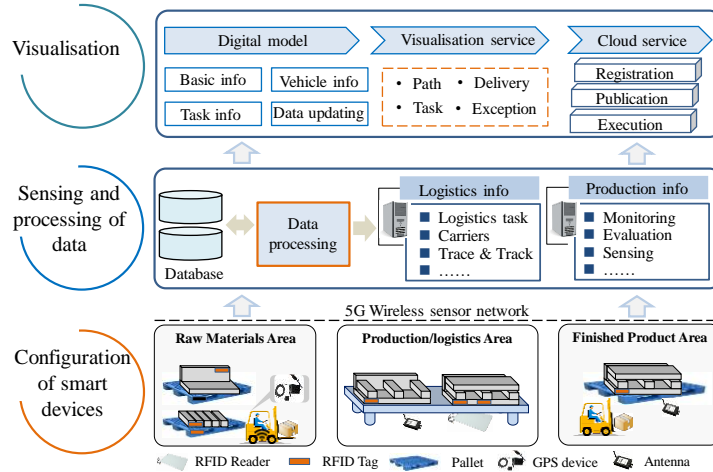 Visualisation
Digital model
Visualisation service
Cloud service
Basic info
Vehicle info
Task info
Data updating
• Path • Delivery
• Task • Exception
Registration
Publication
Execution
Sensing and
processing of
data
Database
Data
processing
Logistics info
Logistics task
Carriers
Trace & Track
……
Production info
Monitoring
Evaluation
Sensing
……
5G Wireless sensor network
Configuration
of smart
devices
Raw Materials Area
Production/logistics Area
Finished Product Area
RFID Reader
RFID Tag
Pallet
GPS device
Antenna